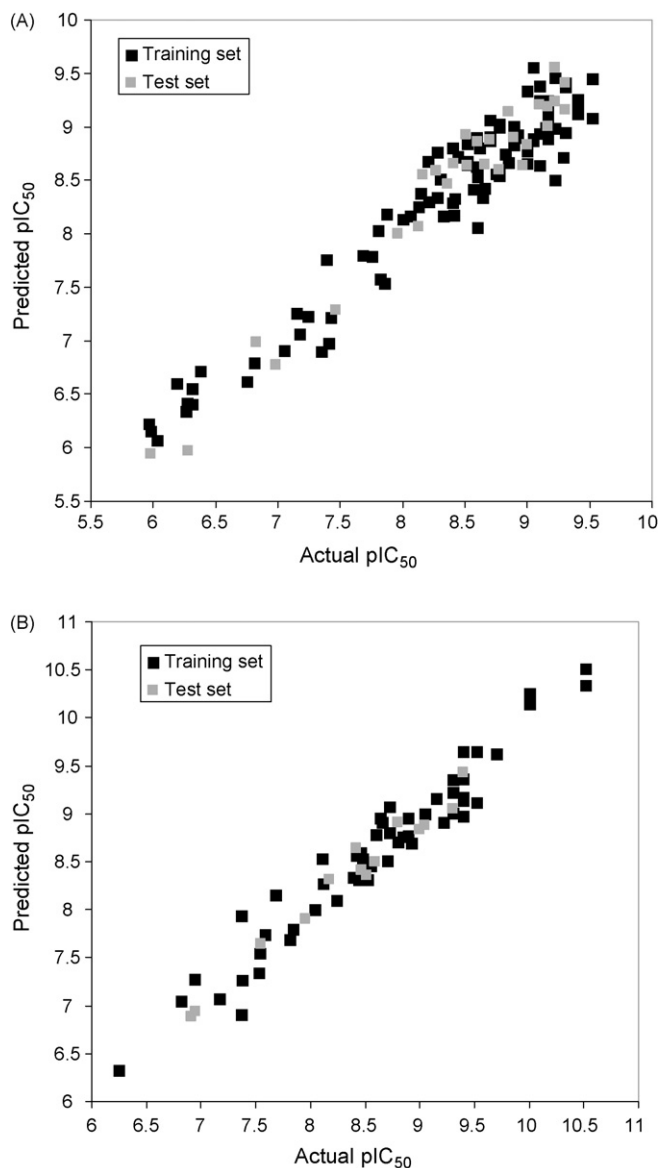 (A)
10
9.5
9
8.5
8
7.5
7
6.5
6
5.5
Predicted pIC50
Training set
Test set
5.5 6 6.5 7 7.5 8 8.5 9 9.5 10
Actual pIC50
(B)
11
10.5
10
9.5
9
8.5
8
7.5
7
6.5
6
Predicted pIC50
Training set
Test set
6 6.5 7 7.5 8 8.5 9 9.5 10 10.5 11
Actual pIC50